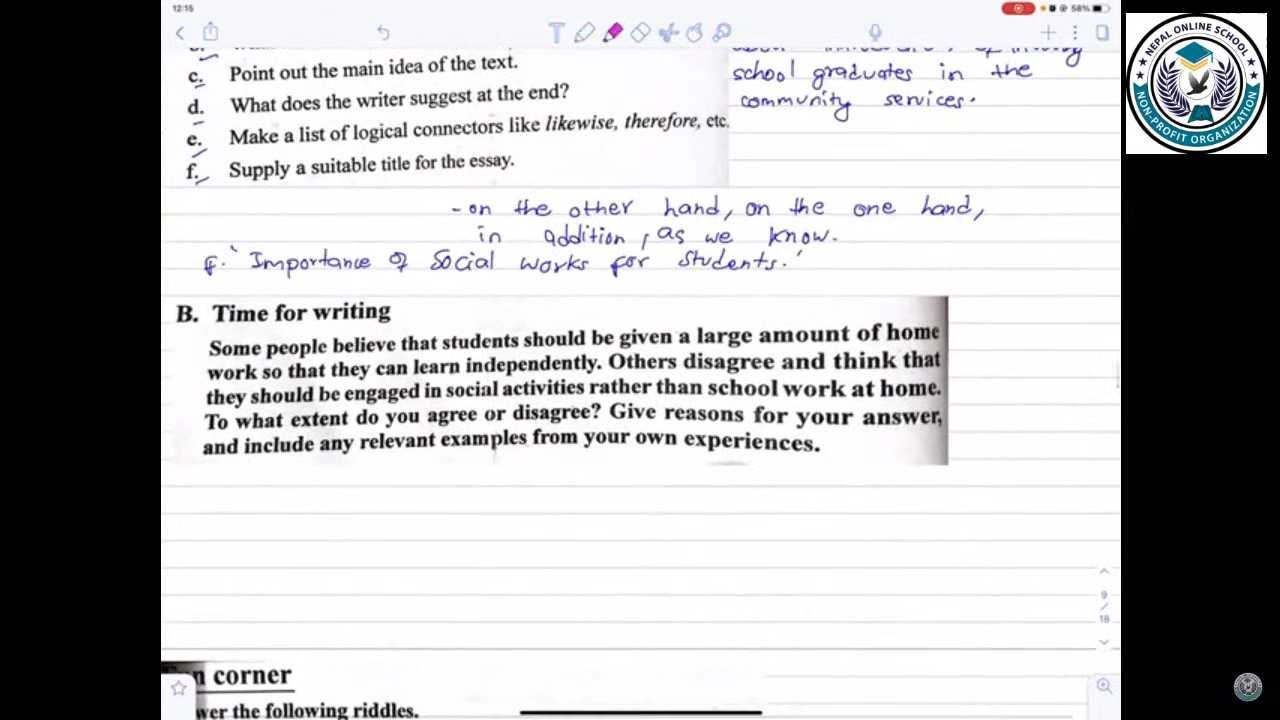 12:15
58%
c. Point out the main idea of the text.
d. What does the writer suggest at the end?
e. Make a list of logical connectors like likewise, therefore, etc.
f. Supply a suitable title for the essay.
school graduates in the
community services.
- on the other hand, on the one hand,
in addition, as we know.
F. 'Importance of Social works for students.'
B. Time for writing
Some people believe that students should be given a large amount of home
work so that they can learn independently. Others disagree and think that
they should be engaged in social activities rather than school work at home.
To what extent do you agree or disagree? Give reasons for your answer,
and include any relevant examples from your own experiences.
9
/
18
corner
wer the following riddles.
NEPAL ONLINE SCHOOL
NON-PROFIT ORGANIZATION